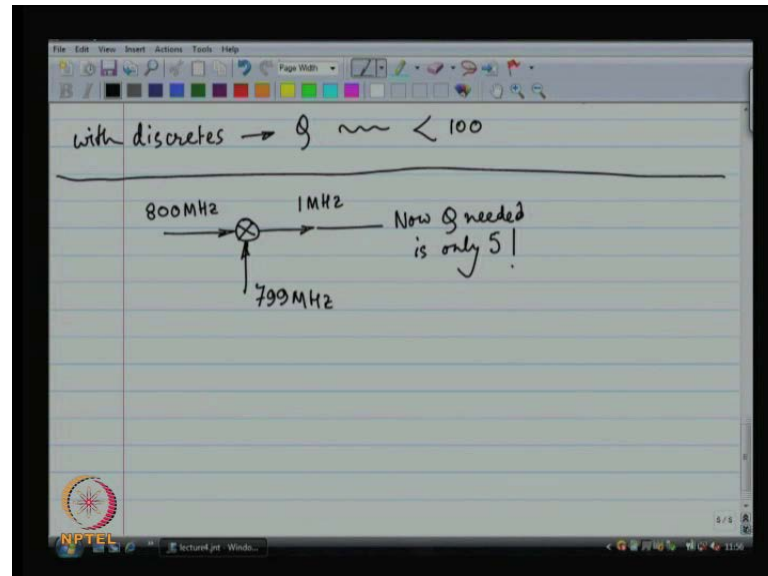 File Edit View Insert Actions Tools Help
Page Width
B I
with discretes → Q ~~~ < 100
800MHz
1MHz
Now Q needed
is only 5!
799MHz
5/5
NPTEL
lecture4.jnt - Windo...
11:56